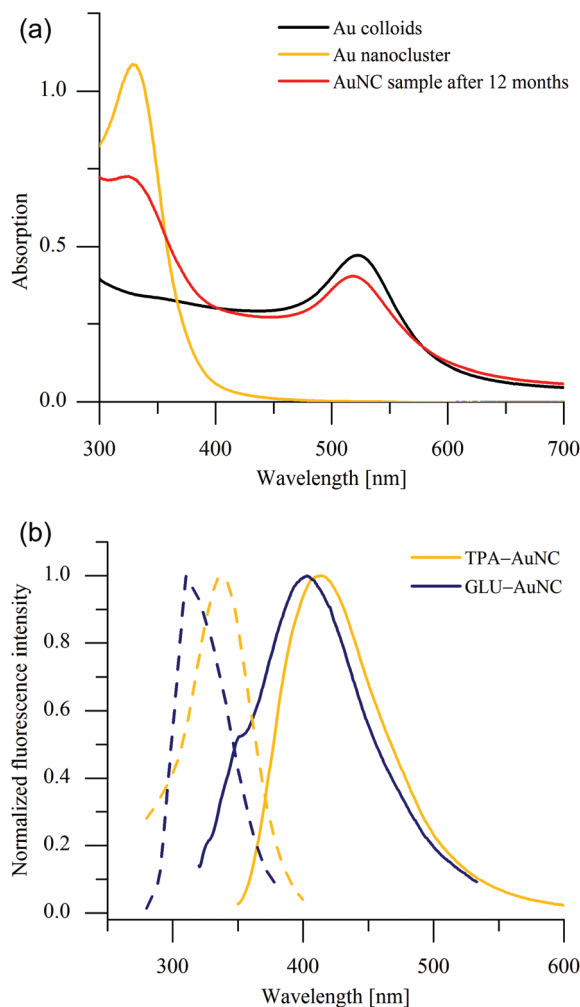 (a)
Au colloids
Au nanocluster
AuNC sample after 12 months
1.0
0.5
0.0
Absorption
300 400 500 600 700
Wavelength [nm]
(b)
TPA–AuNC
GLU–AuNC
1.0
0.8
0.6
0.4
0.2
0.0
Normalized fluorescence intensity
300 400 500 600
Wavelength [nm]